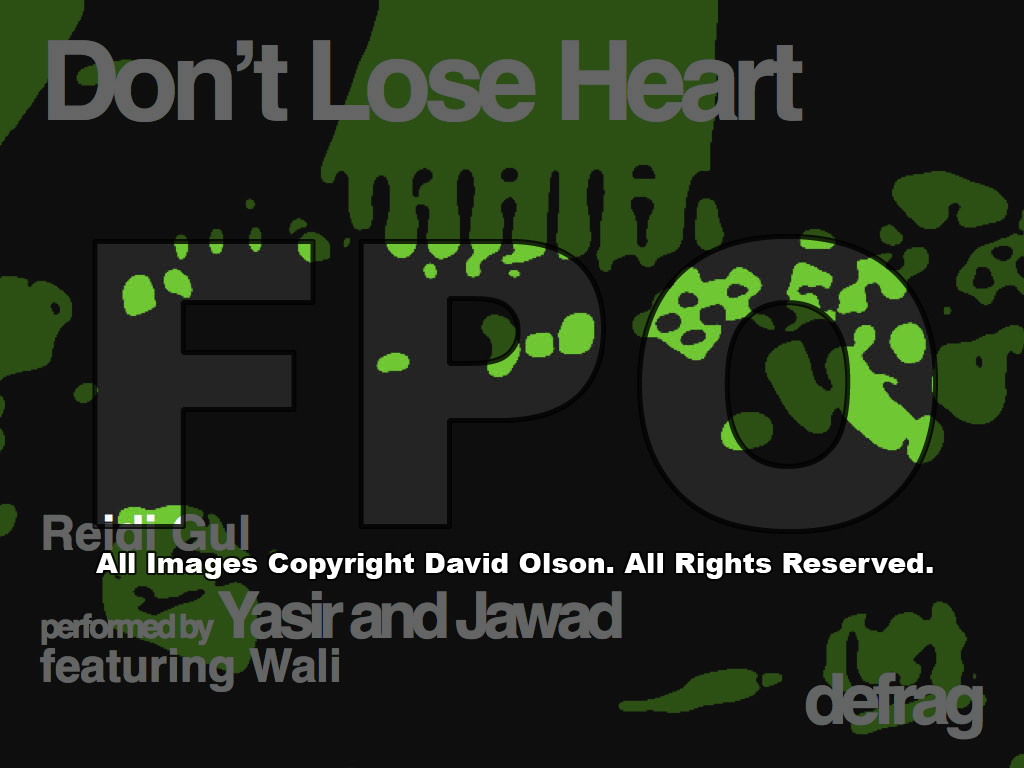 Don’t Lose Heart
FPO
Reidi Gul
All Images Copyright David Olson. All Rights Reserved.
performed by Yasir and Jawad
featuring Wali
defrag